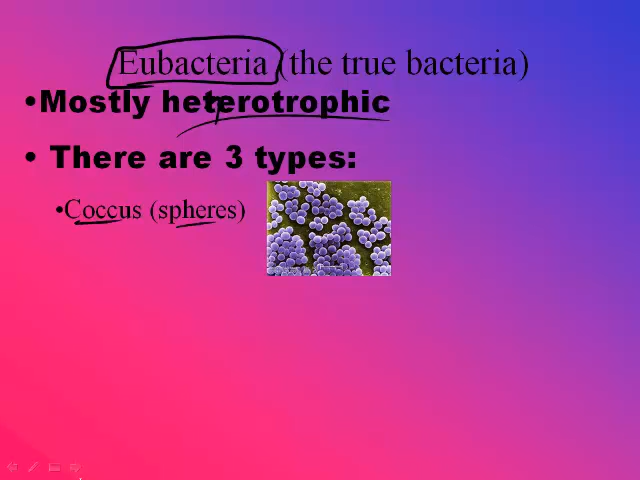 Eubacteria (the true bacteria)
•Mostly heterotrophic
• There are 3 types:
•Coccus (spheres)